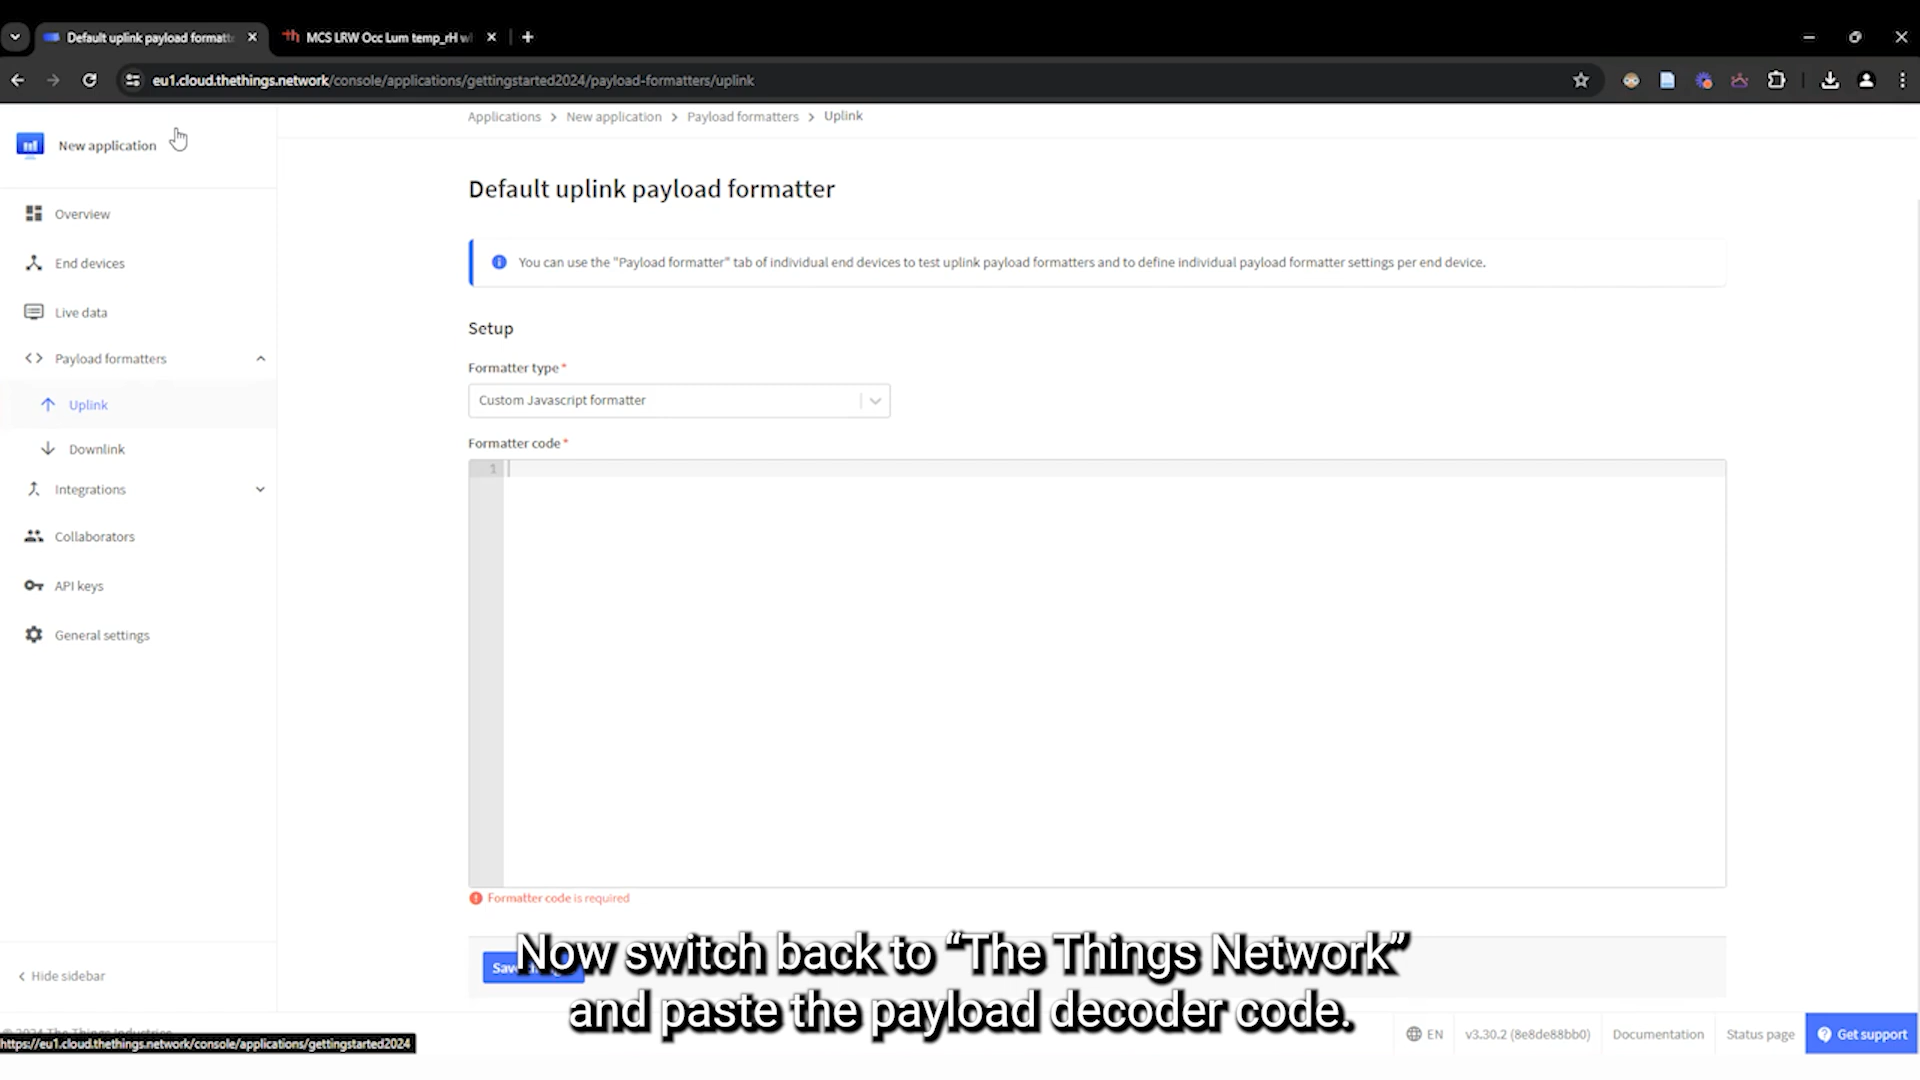 Default uplink payload formatt
MCS LRW Occ Lum temp_rH w
eu1.cloud.thethings.network/console/applications/gettingstarted2024/payload-formatters/uplink
New application
Overview
End devices
Live data
Payload formatters
Uplink
Downlink
Integrations
Collaborators
API keys
General settings
Hide sidebar
Applications > New application > Payload formatters > Uplink
Default uplink payload formatter
You can use the "Payload formatter" tab of individual end devices to test uplink payload formatters and to define individual payload formatter settings per end device.
Setup
Formatter type*
Custom Javascript formatter
Formatter code*
1
Formatter code is required
Now switch back to “The Things Network”
and paste the payload decoder code.
© 2024 The Things Industries
https://eu1.cloud.thethings.network/console/applications/gettingstarted2024
EN
v3.30.2 (8e8de88bb0)
Documentation
Status page
Get support